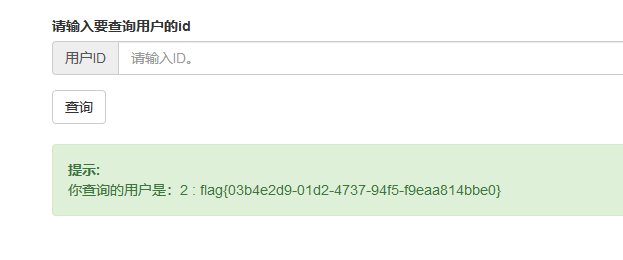 请输入要查询用户的id
用户ID 请输入ID。
查询
提示:
你查询的用户是：2 : flag{03b4e2d9-01d2-4737-94f5-f9eaa814bbe0}